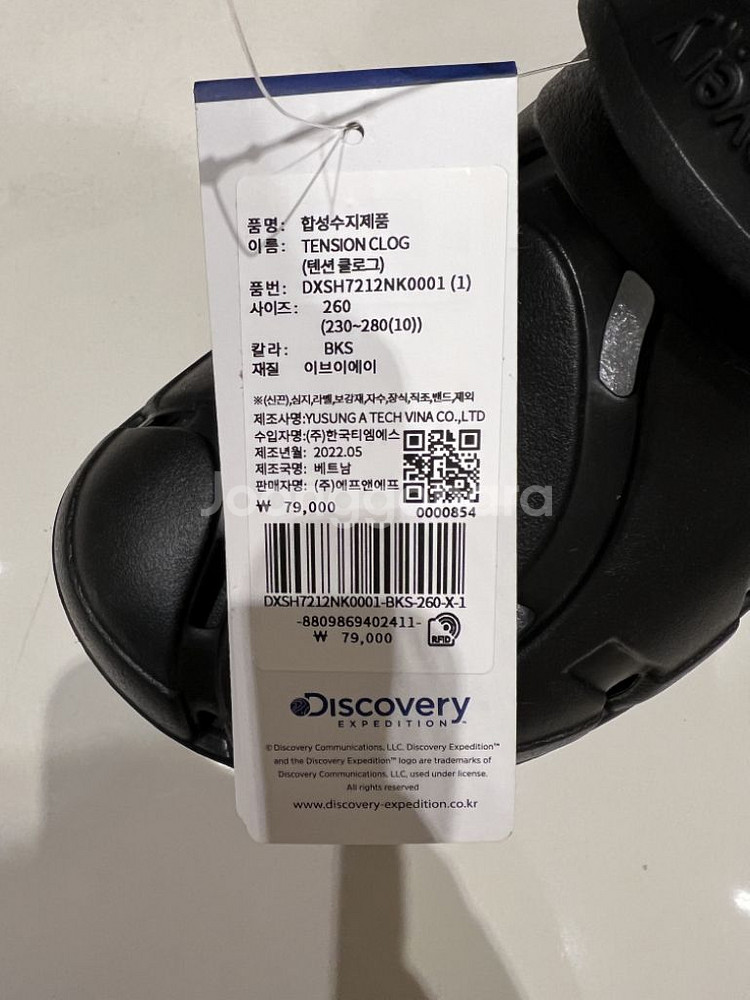 품명: 합성수지제품
이름: TENSION CLOG
(텐션 클로그)
품번: DXSH7212NK0001 (1)
사이즈: 260
(230~280(10))
칼라: BKS
재질 이브이에이
※(신끈),심지,라벨,보강재,자수,장식,직조,밴드,제외
제조사명:YUSUNG A TECH VINA CO.,LTD
수입자명:(주)한국티엠에스
제조년월: 2022.05
제조국명: 베트남
판매자명: (주)에프앤에프
₩ 79,000
0000854
DXSH7212NK0001-BKS-260-X-1
-8809869402411-
₩ 79,000
RFID
Discovery
EXPEDITION™
©Discovery Communications, LLC. Discovery Expedition™
and the Discovery Expedition™ logo are trademarks of
Discovery Communications, LLC, used under license.
All rights reserved
www.discovery-expedition.co.kr